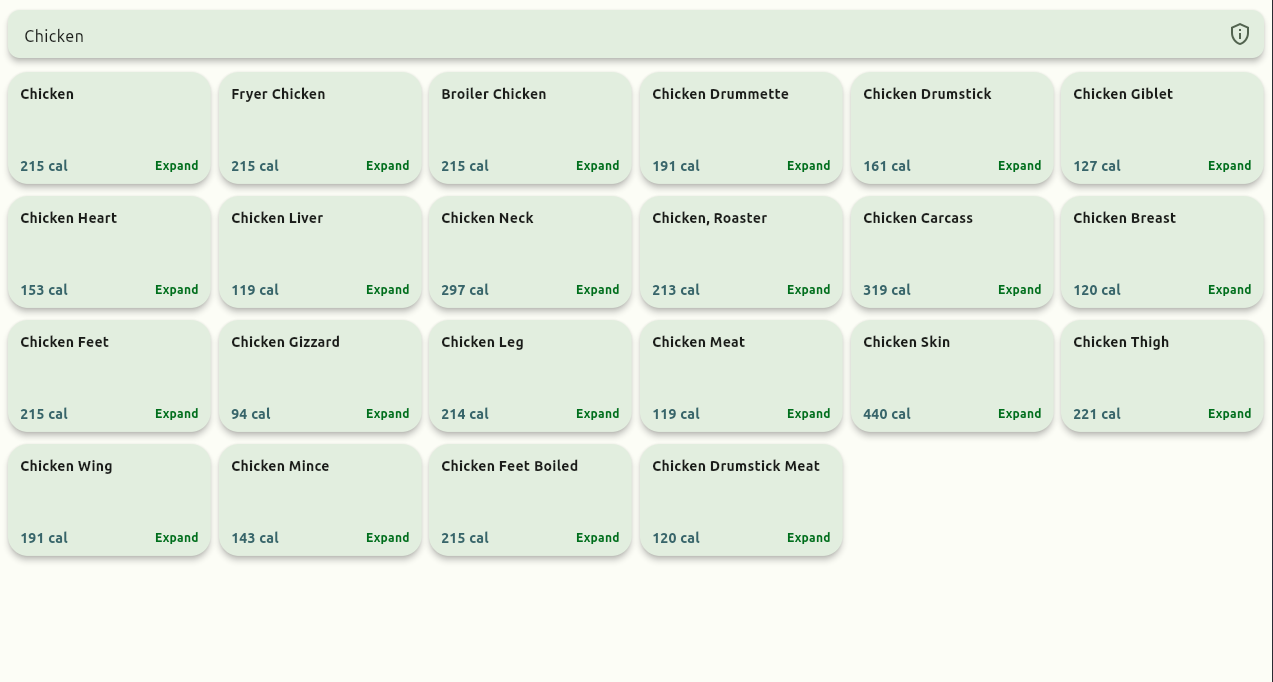 Chicken
Chicken
215 cal Expand
Fryer Chicken
215 cal Expand
Broiler Chicken
215 cal Expand
Chicken Drummette
191 cal Expand
Chicken Drumstick
161 cal Expand
Chicken Giblet
127 cal Expand
Chicken Heart
153 cal Expand
Chicken Liver
119 cal Expand
Chicken Neck
297 cal Expand
Chicken, Roaster
213 cal Expand
Chicken Carcass
319 cal Expand
Chicken Breast
120 cal Expand
Chicken Feet
215 cal Expand
Chicken Gizzard
94 cal Expand
Chicken Leg
214 cal Expand
Chicken Meat
119 cal Expand
Chicken Skin
440 cal Expand
Chicken Thigh
221 cal Expand
Chicken Wing
191 cal Expand
Chicken Mince
143 cal Expand
Chicken Feet Boiled
215 cal Expand
Chicken Drumstick Meat
120 cal Expand